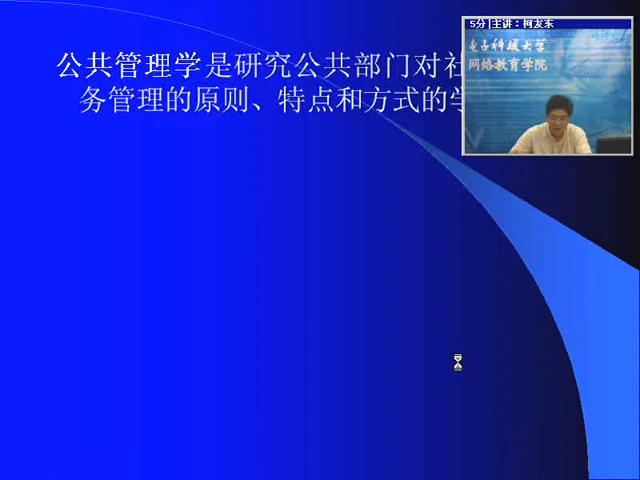 5分|主讲：柯发东
电子科技大学
网络教育学院
公共管理学是研究公共部门对社
务管理的原则、特点和方式的学